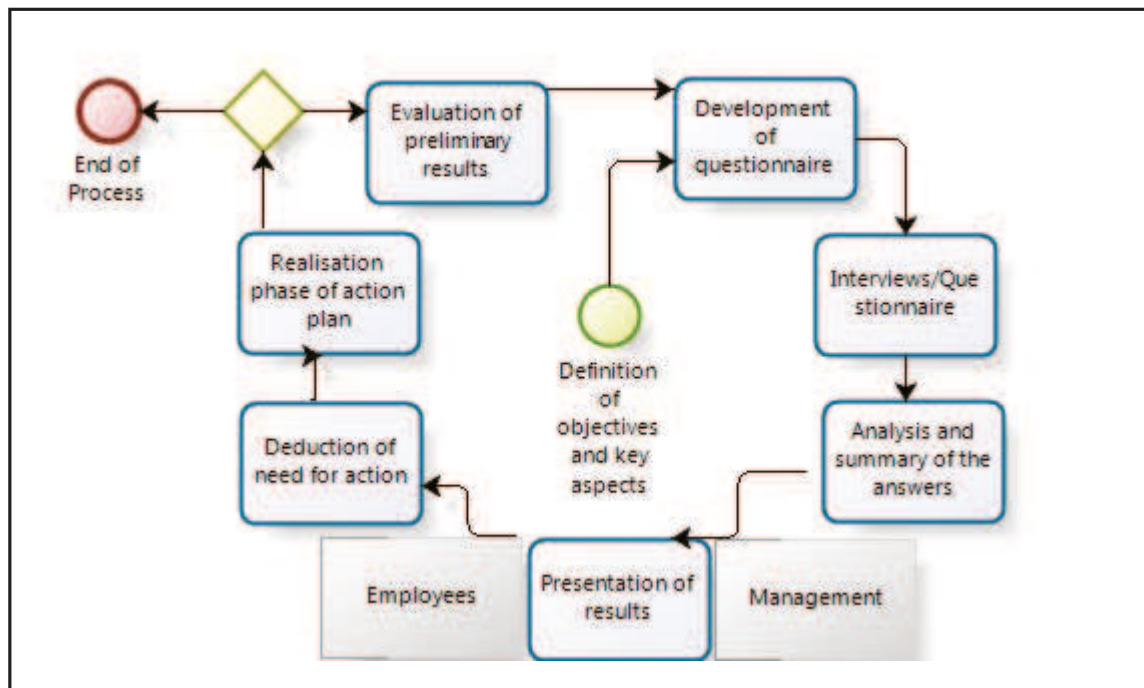 End of
Process
Evaluation of
preliminary
results
Development
of
questionnaire
Realisation
phase of action
plan
Interviews/Que
stionnaire
Definition
of
objectives
and key
aspects
Deduction of
need for action
Analysis and
summary of the
answers
Employees
Presentation of
results
Management